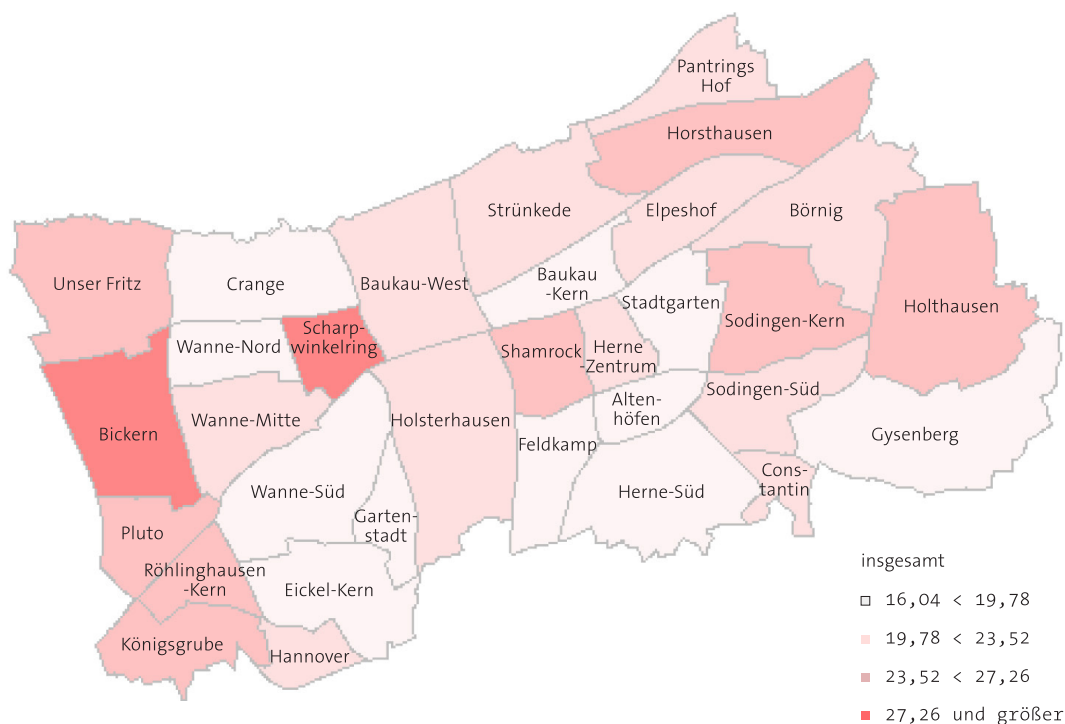 Pantrings
Hof
Horsthausen
Strünkede
Elpeshof
Börnig
Unser Fritz
Crange
Baukau-West
Baukau
-Kern
Stadtgarten
Sodingen-Kern
Holthausen
Wanne-Nord
Scharp-
winkelring
Shamrock
Herne
-Zentrum
Sodingen-Süd
Wanne-Mitte
Holsterhausen
Alten-
höfen
Bickern
Feldkamp
Gysenberg
Wanne-Süd
Herne-Süd
Cons-
tantin
Garten-
stadt
Pluto
Röhlinghausen
-Kern
Eickel-Kern
Königsgrube
Hannover
insgesamt
16,04 < 19,78
19,78 < 23,52
23,52 < 27,26
27,26 und größer